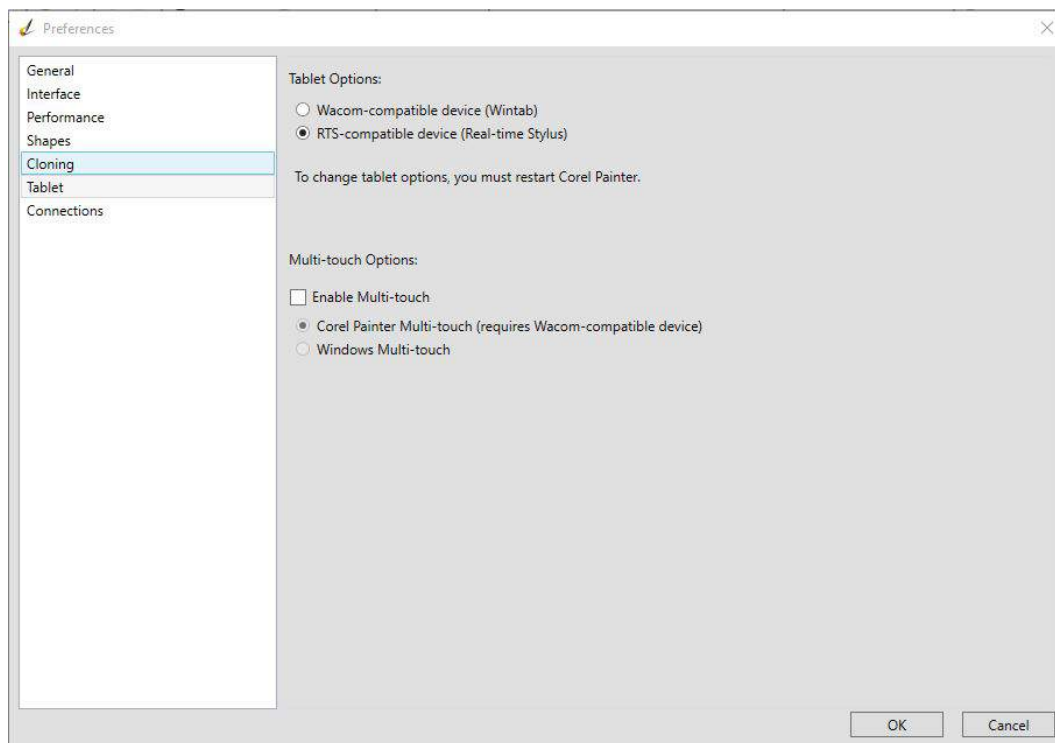 Preferences
General
Interface
Performance
Shapes
Cloning
Tablet
Connections
Tablet Options:
Wacom-compatible device (Wintab)
RTS-compatible device (Real-time Stylus)
To change tablet options, you must restart Corel Painter.
Multi-touch Options:
Enable Multi-touch
Corel Painter Multi-touch (requires Wacom-compatible device)
Windows Multi-touch
OK
Cancel